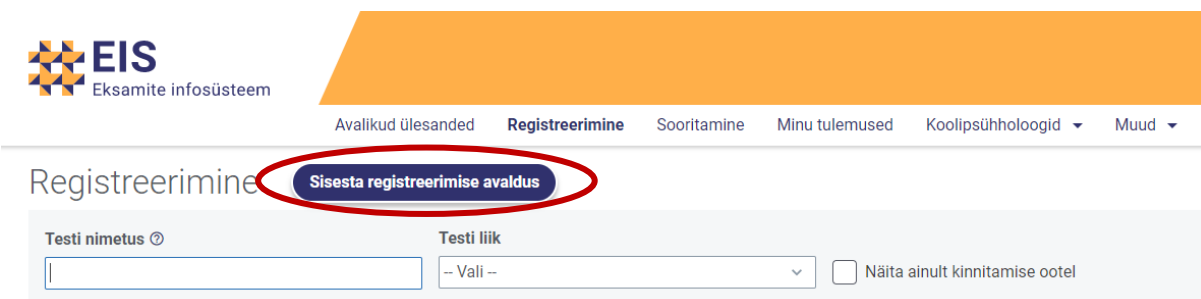 EIS
Eksamite infosüsteem
Avalikud ülesanded Registreerimine Sooritamine Minu tulemused Koolipsühholoogid Muud
Registreerimine Sisesta registreerimise avaldus
Testi nimetus Testi liik
-- Vali -- Näita ainult kinnitamise ootel